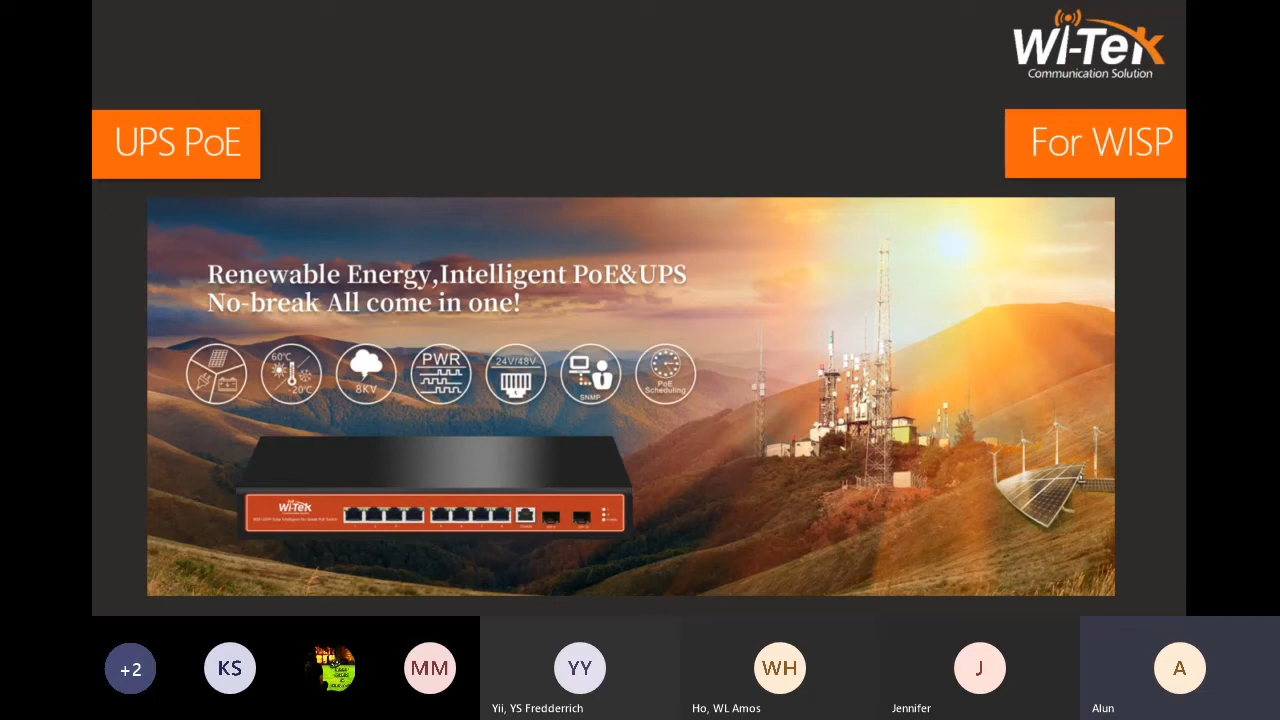 Wi-Tek
Communication Solution
UPS PoE
For WISP
Renewable Energy,Intelligent PoE&UPS
No-break All come in one!
60℃
-20℃
8KV
PWR
24V/48V
SNMP
PoE
Scheduling
Wi-Tek
+2
KS
MM
YY
WH
J
A
Yii, YS Fredderrich
Ho, WL Amos
Jennifer
Alun